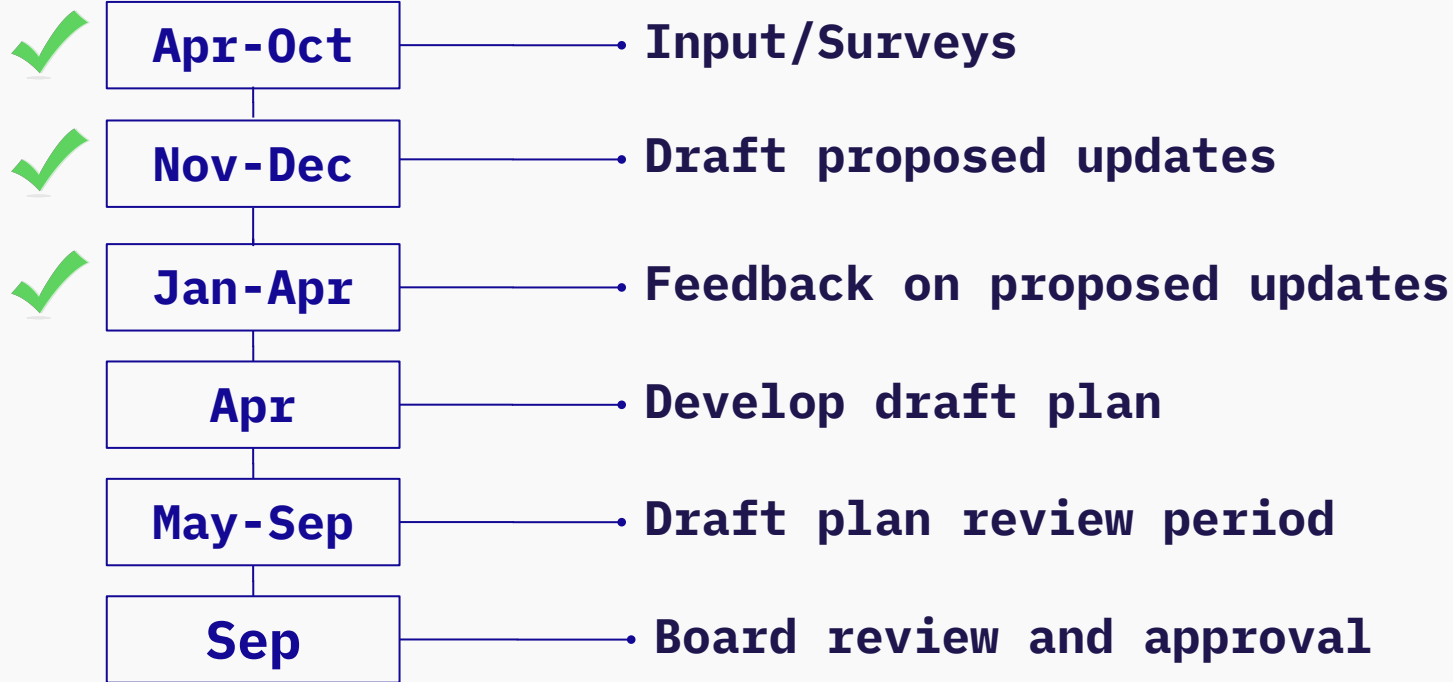 Apr-Oct
Input/Surveys
Nov-Dec
Draft proposed updates
Jan-Apr
Feedback on proposed updates
Apr
Develop draft plan
May-Sep
Draft plan review period
Sep
Board review and approval